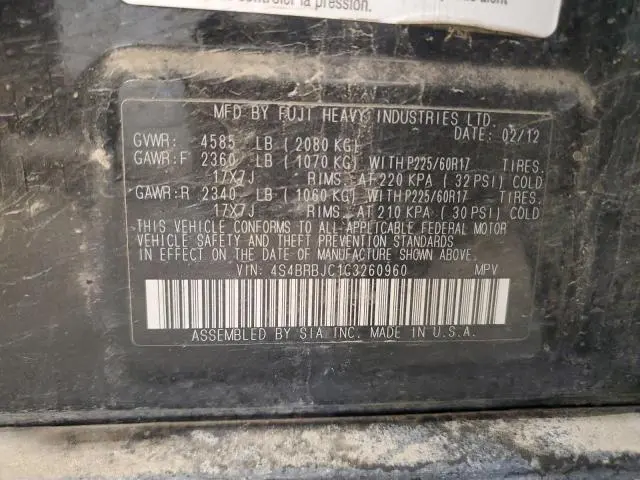 contrôler la pression.
MFD BY FUJI HEAVY INDUSTRIES LTD.
DATE: 02/12
GVWR: 4585 LB (2080 KG)
GAWR:F 2360 LB (1070 KG) WITH P225/60R17 TIRES.
17X7J RIMS. AT 220 KPA (32 PSI) COLD
GAWR:R 2340 LB (1060 KG) WITH P225/60R17 TIRES.
17X7J RIMS. AT 210 KPA (30 PSI) COLD
THIS VEHICLE CONFORMS TO ALL APPLICABLE FEDERAL MOTOR
VEHICLE SAFETY AND THEFT PREVENTION STANDARDS
IN EFFECT ON THE DATE OF MANUFACTURE SHOWN ABOVE.
VIN: 4S4BRBJC1C3260960 MPV
ASSEMBLED BY SIA INC. MADE IN U.S.A.